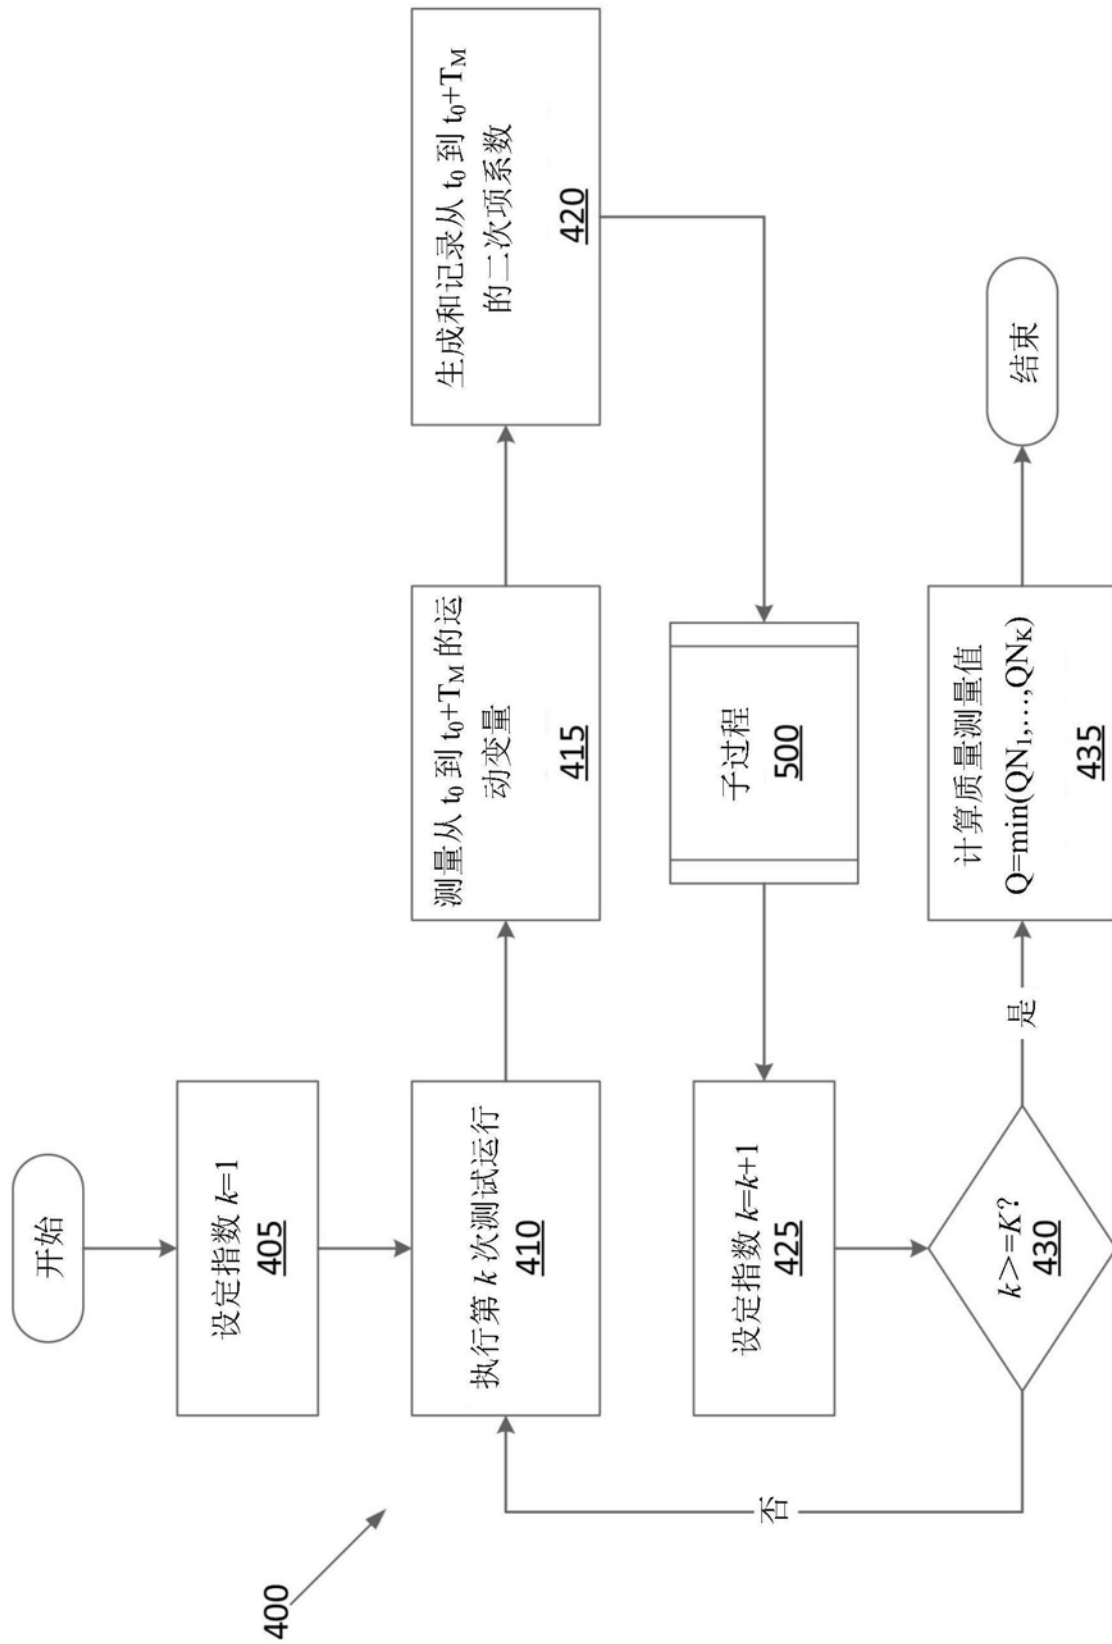 400
开始
设定指数 k=1
405
执行第 k 次测试运行
410
测量从 t₀ 到 t₀+T_M 的运
动变量
415
生成和记录从 t₀ 到 t₀+T_M
的二次项系数
420
子过程
500
设定指数 k=k+1
425
k>=K?
430
否
是
计算质量测量值
Q=min(QN₁,…,QN_K)
435
结束